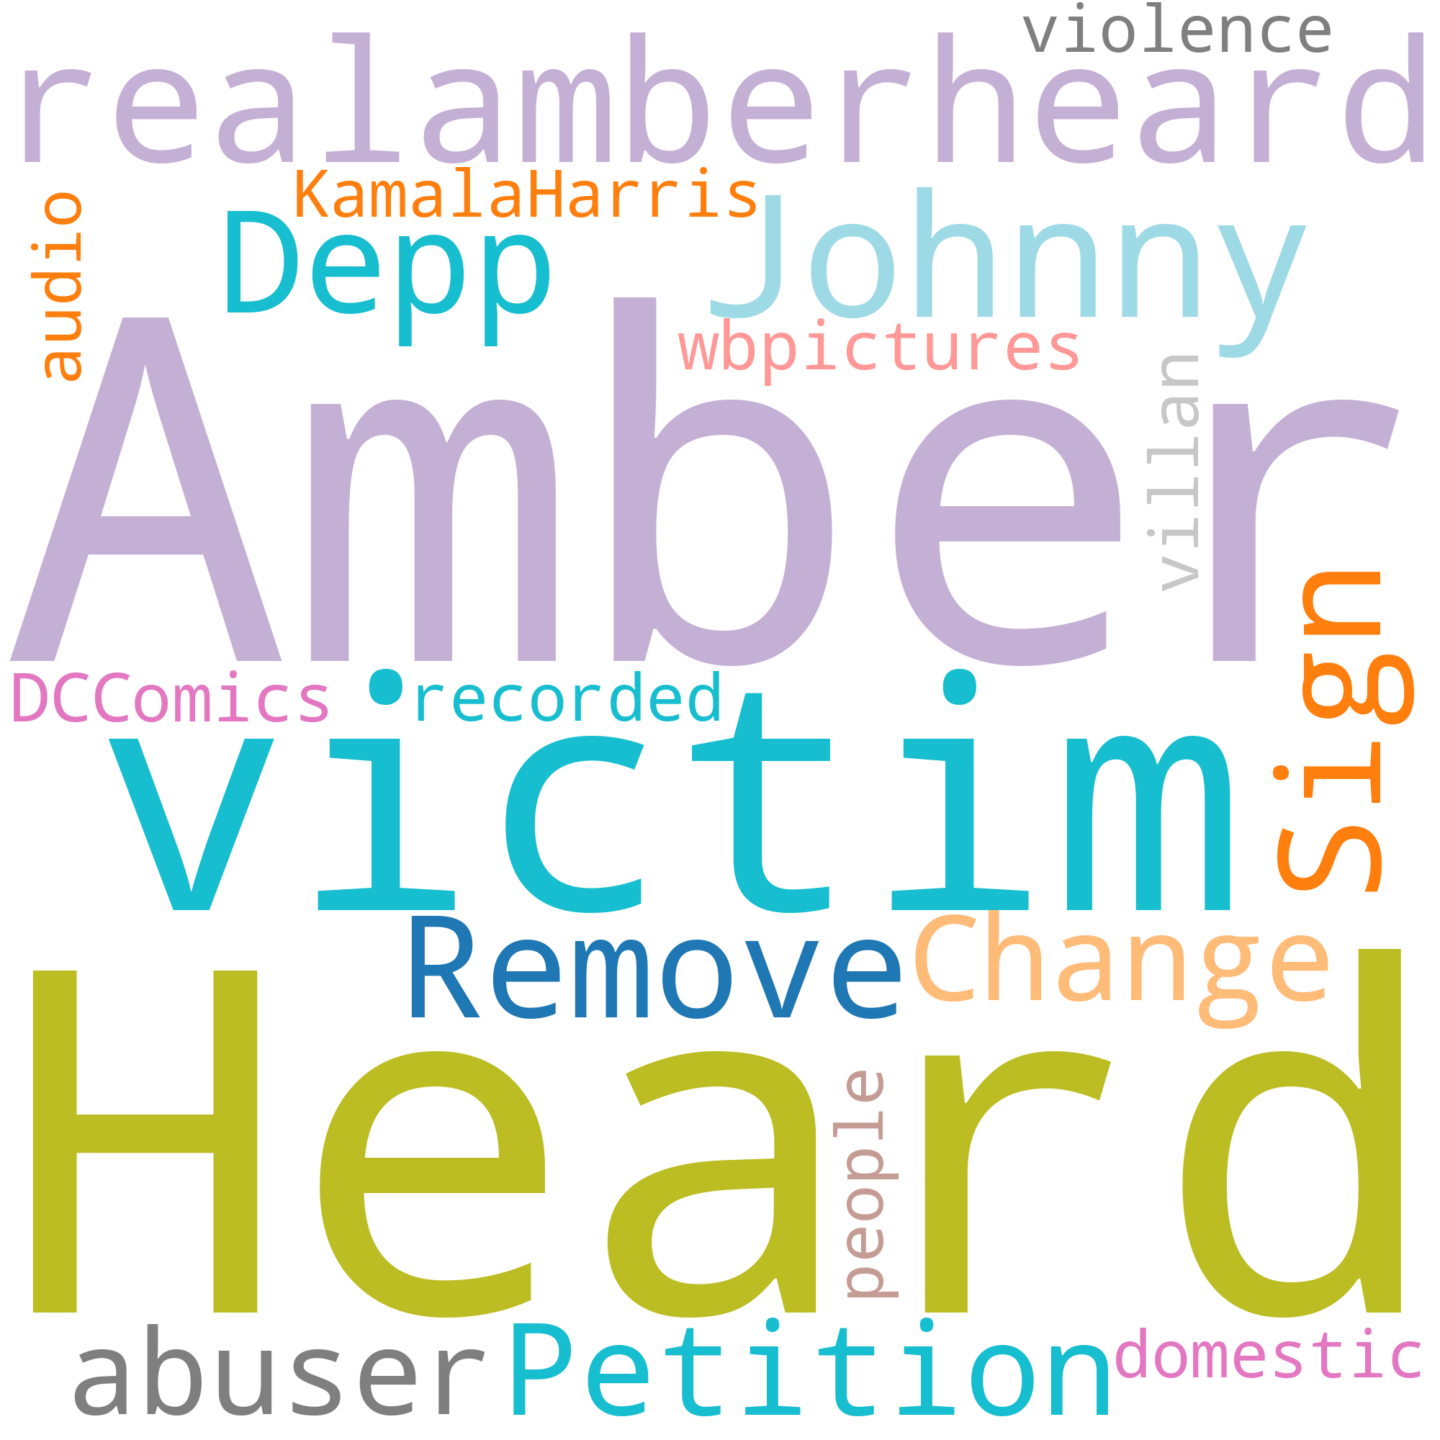 violence
realamberheard
KamalaHarris
audio
Depp
Johnny
wbpictures
Amber
villan
Sign
DCComics
recorded
victim
Remove
Change
Heard
people
abuser
Petition
domestic